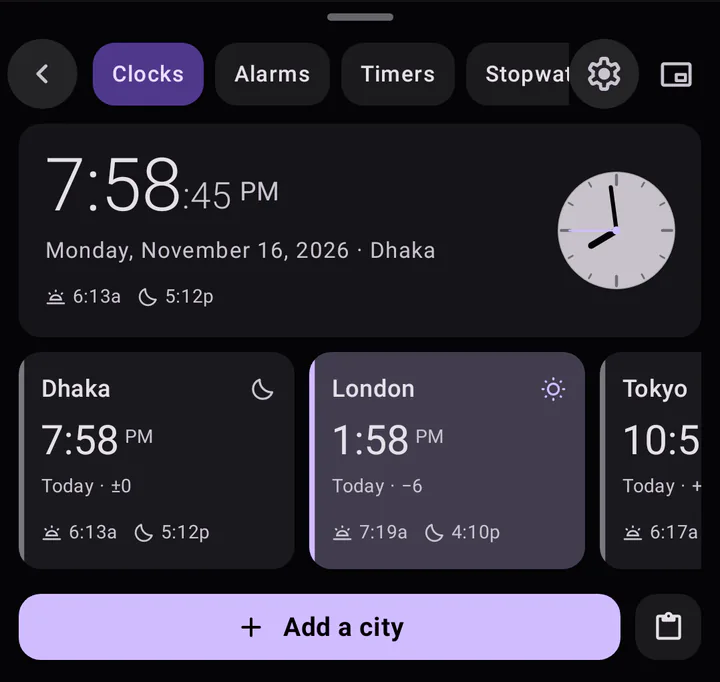 Clocks Alarms Timers Stopwat
7:58:45 PM
Monday, November 16, 2026 · Dhaka
6:13a 5:12p
Dhaka
7:58 PM
Today · ±0
6:13a 5:12p
London
1:58 PM
Today · −6
7:19a 4:10p
Tokyo
10:5
Today · +
6:17a
+ Add a city